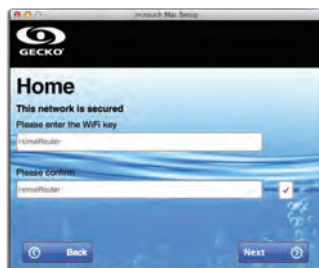 in.touch Mac Setup
GECKO
Home
This network is secured
Please enter the WiFi key
HomeRouter
Please confirm
HomeRouter
Back
Next